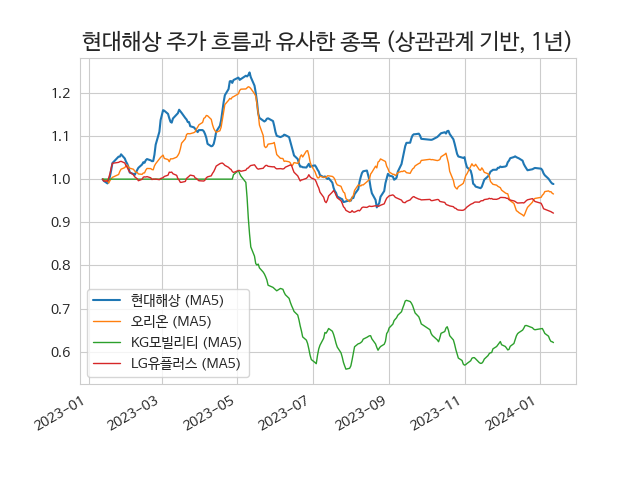 현대해상 주가 흐름과 유사한 종목 (상관관계 기반, 1년)
1.2
1.1
1.0
0.9
0.8
0.7
0.6
현대해상 (MA5)
오리온 (MA5)
KG모빌리티 (MA5)
LG유플러스 (MA5)
2023-01
2023-03
2023-05
2023-07
2023-09
2023-11
2024-01